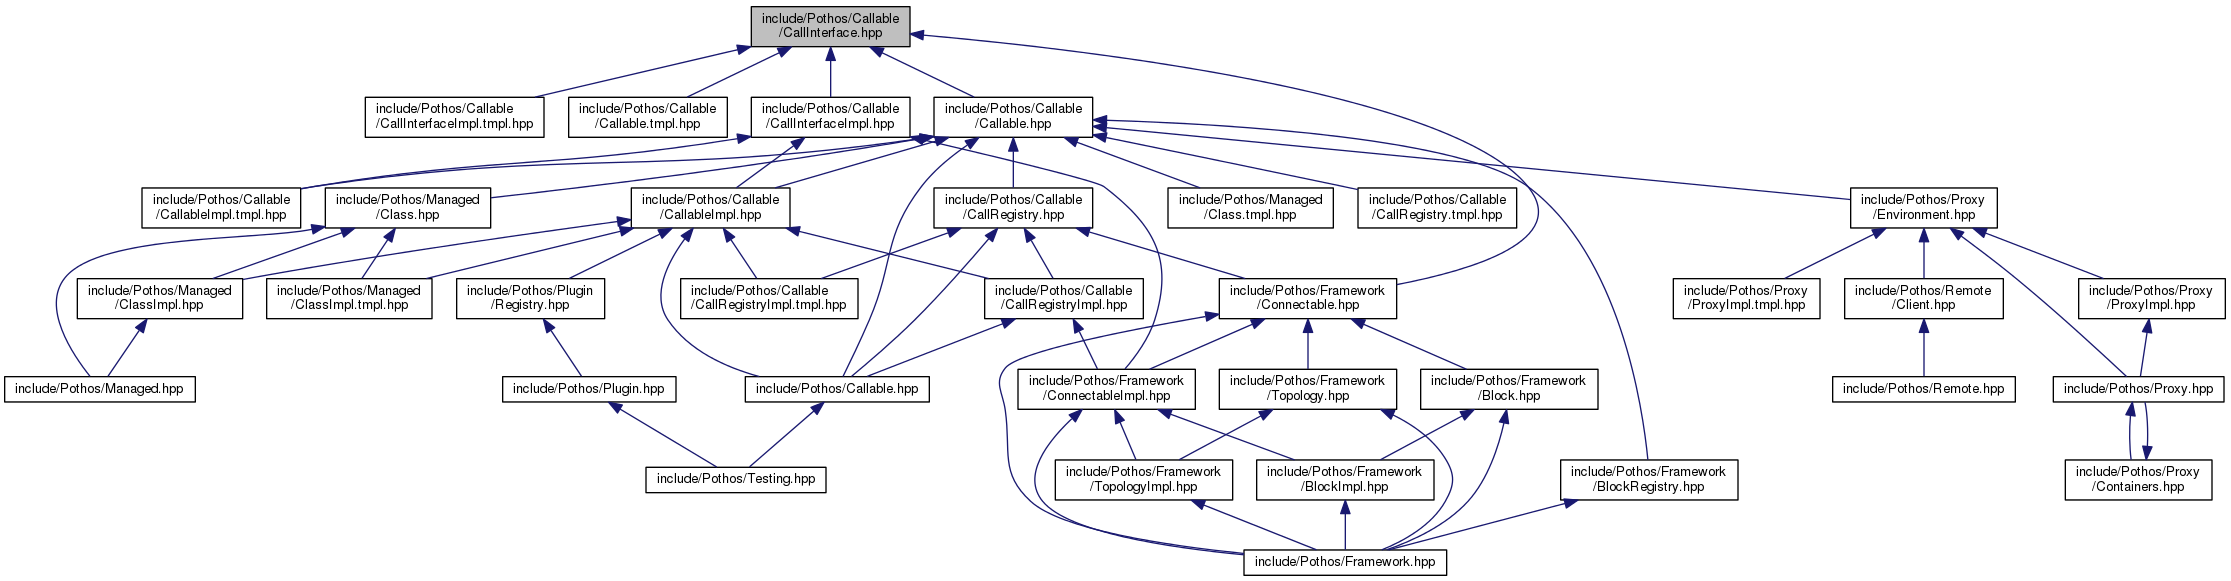 include/Pothos/Callable
/CallInterface.hpp
include/Pothos/Callable
/CallInterfaceImpl.tmpl.hpp
include/Pothos/Callable
/Callable.tmpl.hpp
include/Pothos/Callable
/CallInterfaceImpl.hpp
include/Pothos/Callable
/Callable.hpp
include/Pothos/Callable
/CallableImpl.tmpl.hpp
include/Pothos/Managed
/Class.hpp
include/Pothos/Callable
/CallableImpl.hpp
include/Pothos/Callable
/CallRegistry.hpp
include/Pothos/Managed
/Class.tmpl.hpp
include/Pothos/Callable
/CallRegistry.tmpl.hpp
include/Pothos/Proxy
/Environment.hpp
include/Pothos/Managed
/ClassImpl.hpp
include/Pothos/Managed
/ClassImpl.tmpl.hpp
include/Pothos/Plugin
/Registry.hpp
include/Pothos/Callable
/CallRegistryImpl.tmpl.hpp
include/Pothos/Callable
/CallRegistryImpl.hpp
include/Pothos/Framework
/Connectable.hpp
include/Pothos/Proxy
/ProxyImpl.tmpl.hpp
include/Pothos/Remote
/Client.hpp
include/Pothos/Proxy
/ProxyImpl.hpp
include/Pothos/Managed.hpp
include/Pothos/Plugin.hpp
include/Pothos/Callable.hpp
include/Pothos/Framework
/ConnectableImpl.hpp
include/Pothos/Framework
/Topology.hpp
include/Pothos/Framework
/Block.hpp
include/Pothos/Remote.hpp
include/Pothos/Proxy.hpp
include/Pothos/Testing.hpp
include/Pothos/Framework
/TopologyImpl.hpp
include/Pothos/Framework
/BlockImpl.hpp
include/Pothos/Framework
/BlockRegistry.hpp
include/Pothos/Proxy
/Containers.hpp
include/Pothos/Framework.hpp